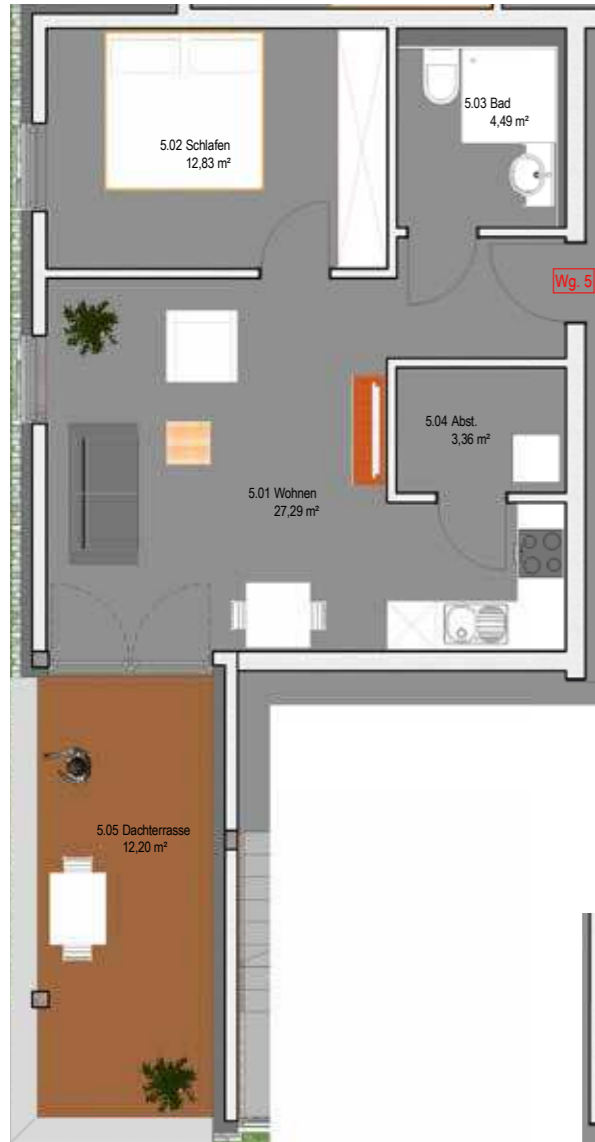 5.03 Bad
4,49 m²
5.02 Schlafen
12,83 m²
Wg. 5
5.04 Abst.
3,36 m²
5.01 Wohnen
27,29 m²
5.05 Dachterrasse
12,20 m²